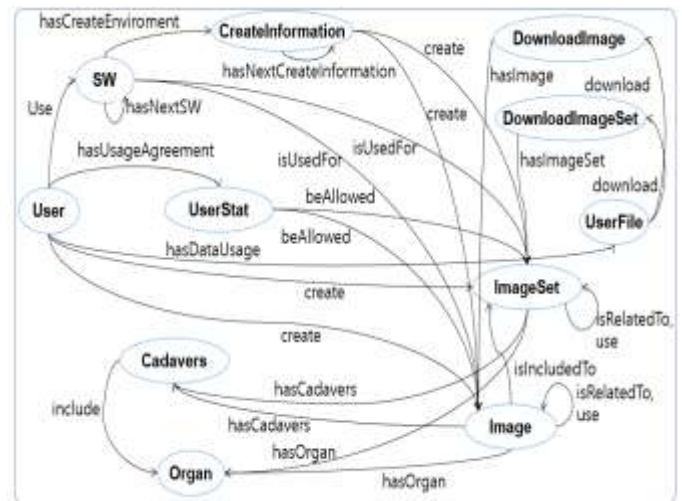 hasCreateEnviroment
CreateInformation
create
DownloadImage
hasNextCreateInformation
hasImage
SW
create
download
Use
hasNextSW
DownloadImageSet
hasUsageAgreement
isUsedFor
isUsedFor
hasImageSet
download
User
UserStat
beAllowed
UserFile
beAllowed
hasDataUsage
create
ImageSet
create
isRelatedTo,
use
Cadavers
isIncludedTo
include
hasCadavers
isRelatedTo,
use
hasCadavers
Image
hasOrgan
Organ
hasOrgan